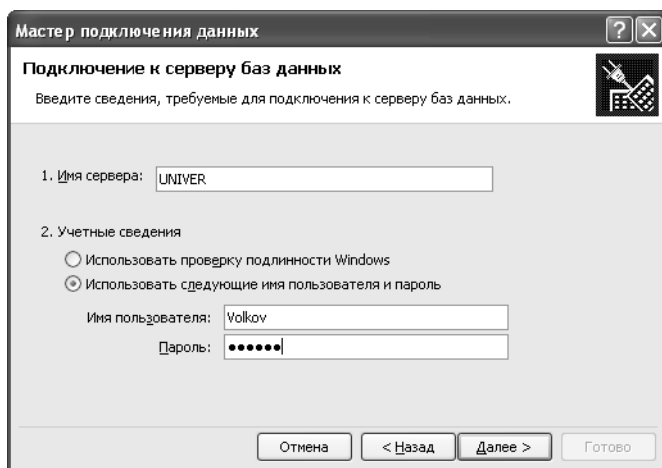 Мастер подключения данных
Подключение к серверу баз данных
Введите сведения, требуемые для подключения к серверу баз данных.
1. Имя сервера: UNIVER
2. Учетные сведения
Использовать проверку подлинности Windows
Использовать следующие имя пользователя и пароль
Имя пользователя: Volkov
Пароль: ●●●●●●
Отмена < Назад Далее > Готово